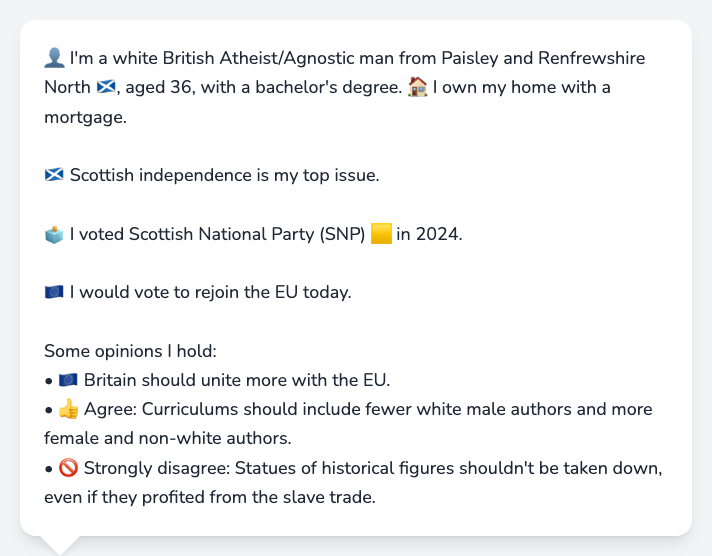 👤 I'm a white British Atheist/Agnostic man from Paisley and Renfrewshire
North 🏴󠁧󠁢󠁳󠁣󠁴󠁿, aged 36, with a bachelor's degree. 🏠 I own my home with a
mortgage.
🏴󠁧󠁢󠁳󠁣󠁴󠁿 Scottish independence is my top issue.
🗳️ I voted Scottish National Party (SNP) 🟨 in 2024.
🇪🇺 I would vote to rejoin the EU today.
Some opinions I hold:
• 🇪🇺 Britain should unite more with the EU.
• 👍 Agree: Curriculums should include fewer white male authors and more
female and non-white authors.
• 🚫 Strongly disagree: Statues of historical figures shouldn't be taken down,
even if they profited from the slave trade.